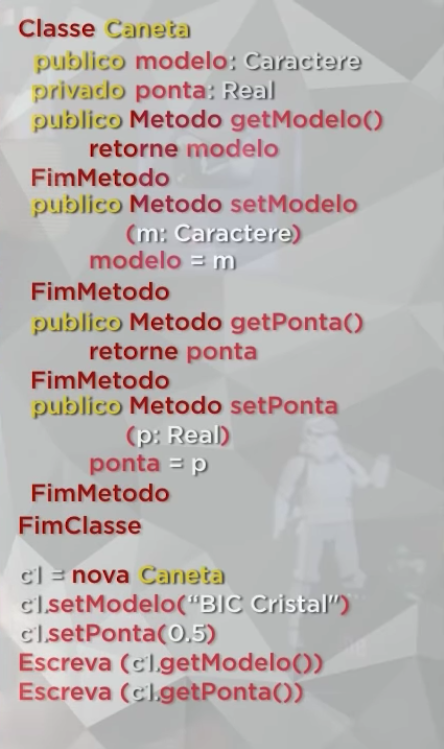 Classe Caneta
publico modelo: Caractere
privado ponta: Real
publico Metodo getModelo()
retorne modelo
FimMetodo
publico Metodo setModelo
(m: Caractere)
modelo = m
FimMetodo
publico Metodo getPonta()
retorne ponta
FimMetodo
publico Metodo setPonta
(p: Real)
ponta = p
FimMetodo
FimClasse
c1 = nova Caneta
c1.setModelo(“BIC Cristal”)
c1.setPonta(0.5)
Escreva (c1.getModelo())
Escreva (c1.getPonta())